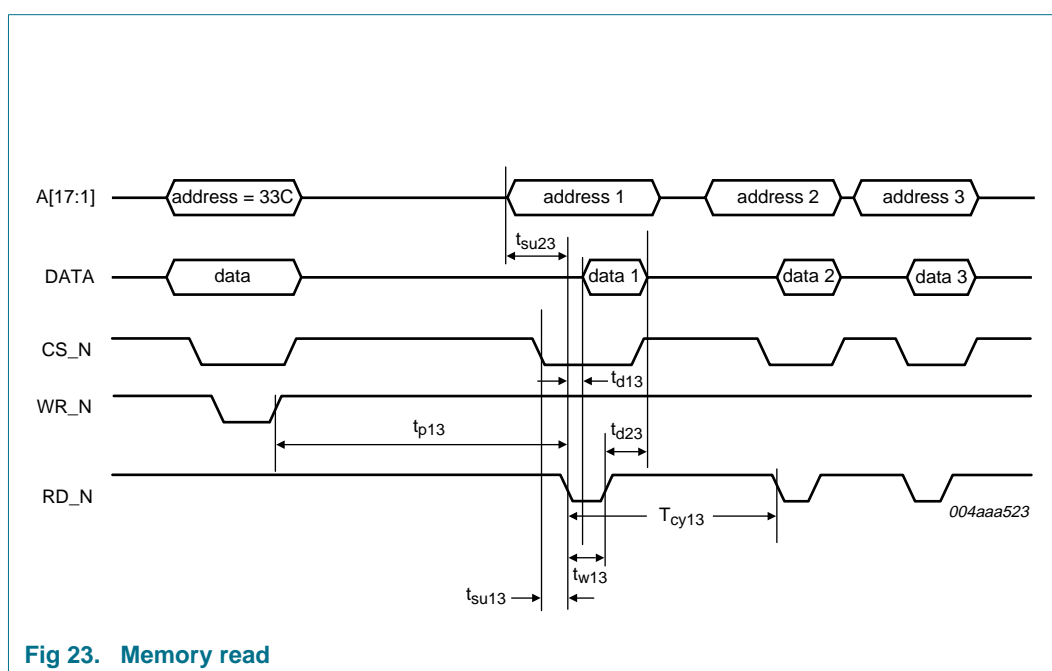 A[17:1] address = 33C address 1 address 2 address 3
tsu23
DATA data data 1 data 2 data 3
CS_N
td13
WR_N
tp13 td23
RD_N
Tcy13 004aaa523
tw13
tsu13
Fig 23. Memory read